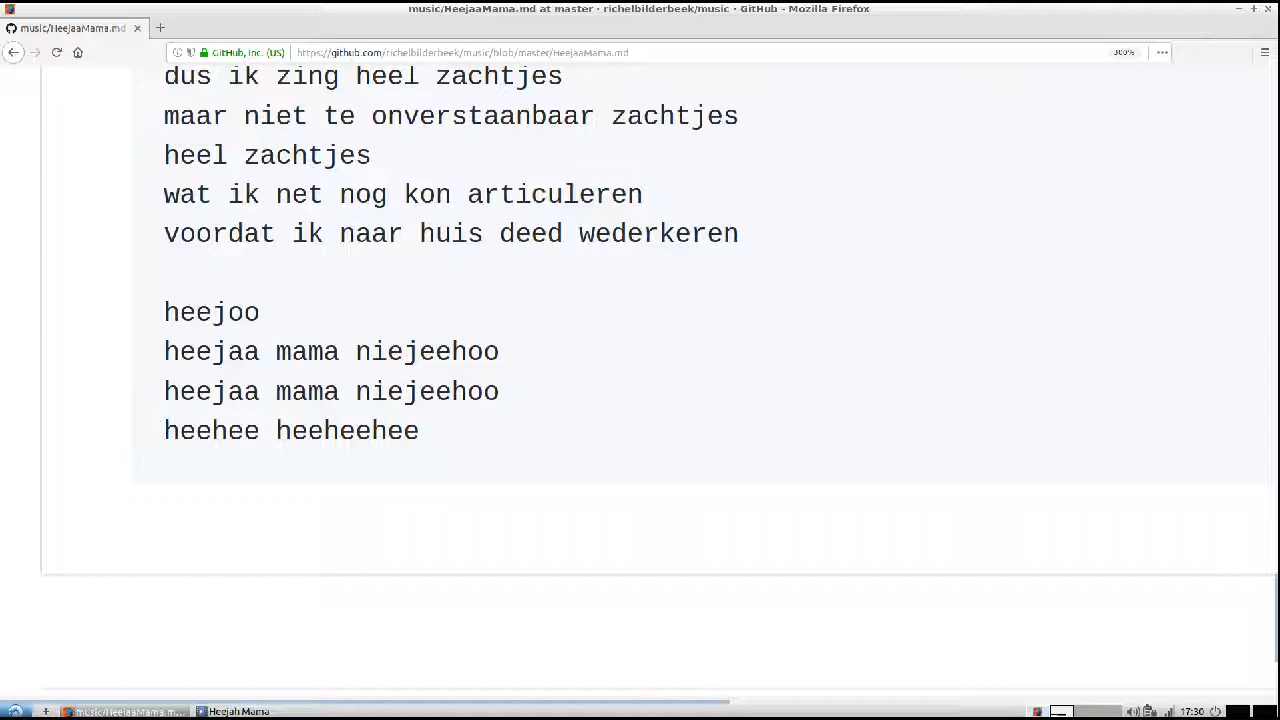 music/HeejaaMama.md at master · richelbilderbeek/music · GitHub - Mozilla Firefox
music/HeejaaMama.md
GitHub, Inc. (US)
https://github.com/richelbilderbeek/music/blob/master/HeejaaMama.md
300%
dus ik zing heel zachtjes
maar niet te onverstaanbaar zachtjes
heel zachtjes
wat ik net nog kon articuleren
voordat ik naar huis deed wederkeren
heejoo
heejaa mama niejeehoo
heejaa mama niejeehoo
heehee heeheehee
music/HeejaaMama.m...
Heejah Mama
17:30